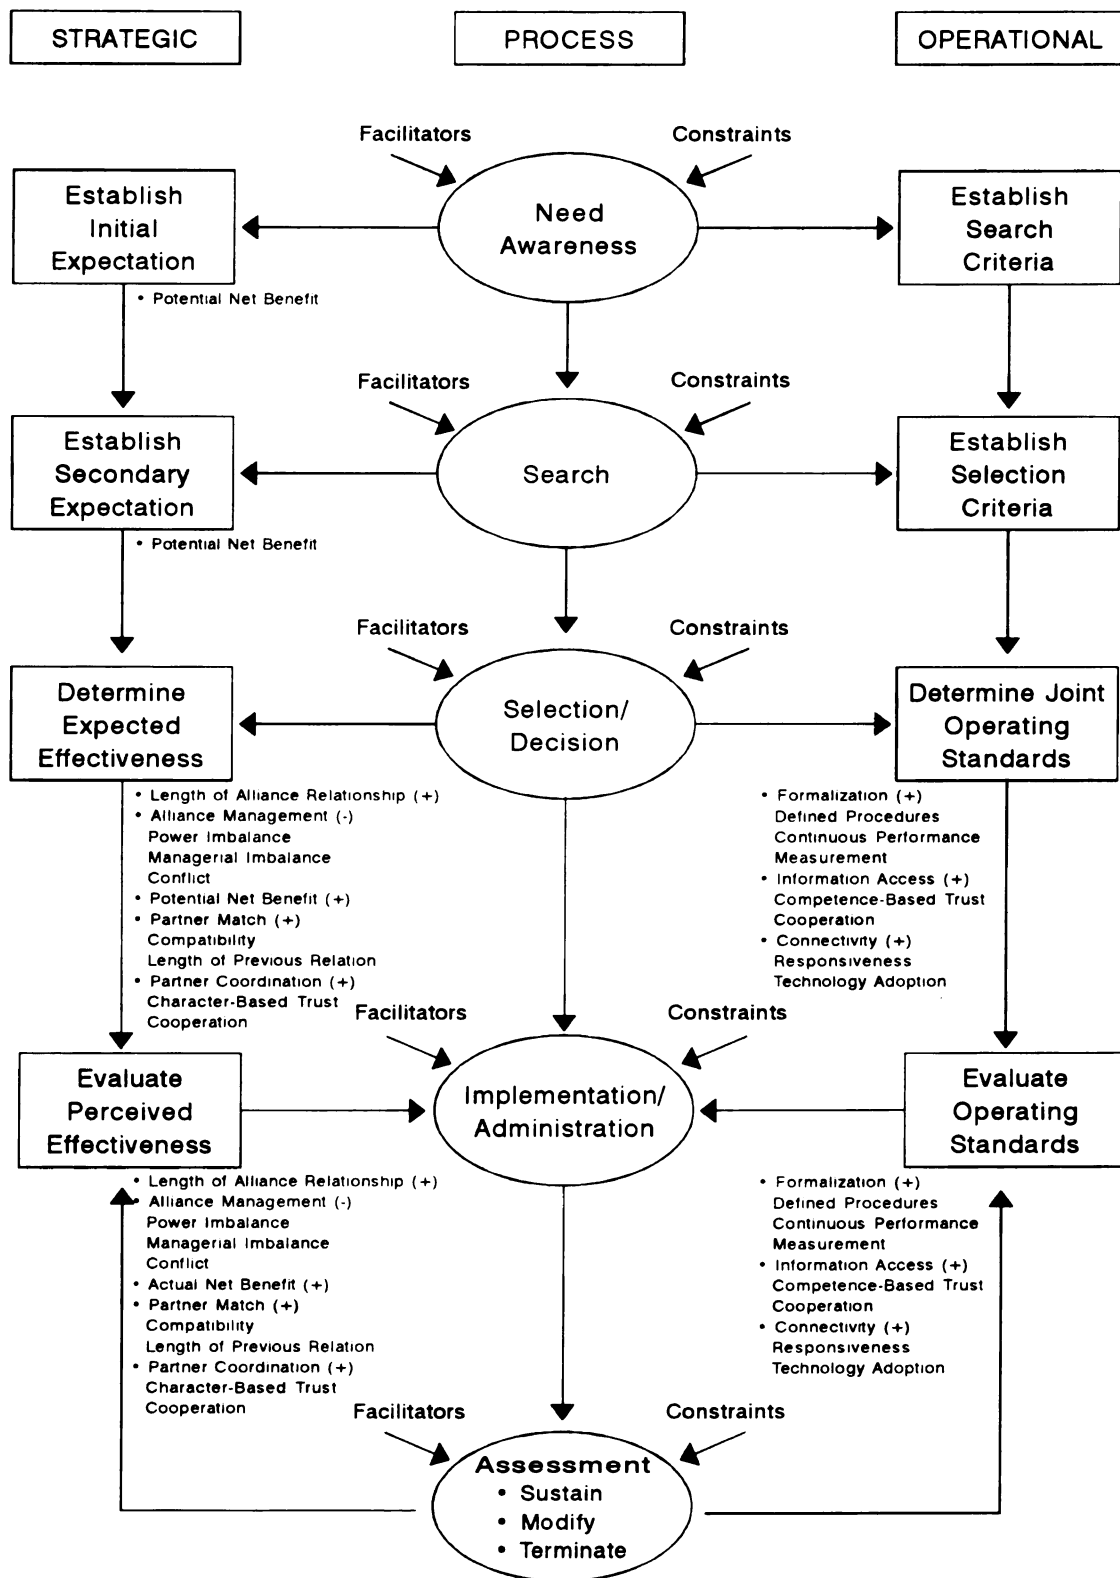 STRATEGIC
PROCESS
OPERATIONAL
Facilitators
Constraints
Establish
Initial
Expectation
Need
Awareness
Establish
Search
Criteria
• Potential Net Benefit
Facilitators
Constraints
Establish
Secondary
Expectation
Search
Establish
Selection
Criteria
• Potential Net Benefit
Facilitators
Constraints
Determine
Expected
Effectiveness
Selection/
Decision
Determine Joint
Operating
Standards
• Length of Alliance Relationship (+)
• Alliance Management (-)
Power Imbalance
Managerial Imbalance
Conflict
• Potential Net Benefit (+)
• Partner Match (+)
Compatibility
Length of Previous Relation
• Partner Coordination (+)
Character-Based Trust
Cooperation
• Formalization (+)
Defined Procedures
Continuous Performance
Measurement
• Information Access (+)
Competence-Based Trust
Cooperation
• Connectivity (+)
Responsiveness
Technology Adoption
Facilitators
Constraints
Evaluate
Perceived
Effectiveness
Implementation/
Administration
Evaluate
Operating
Standards
• Length of Alliance Relationship (+)
• Alliance Management (-)
Power Imbalance
Managerial Imbalance
Conflict
• Actual Net Benefit (+)
• Partner Match (+)
Compatibility
Length of Previous Relation
• Partner Coordination (+)
Character-Based Trust
Cooperation
• Formalization (+)
Defined Procedures
Continuous Performance
Measurement
• Information Access (+)
Competence-Based Trust
Cooperation
• Connectivity (+)
Responsiveness
Technology Adoption
Facilitators
Constraints
Assessment
• Sustain
• Modify
• Terminate